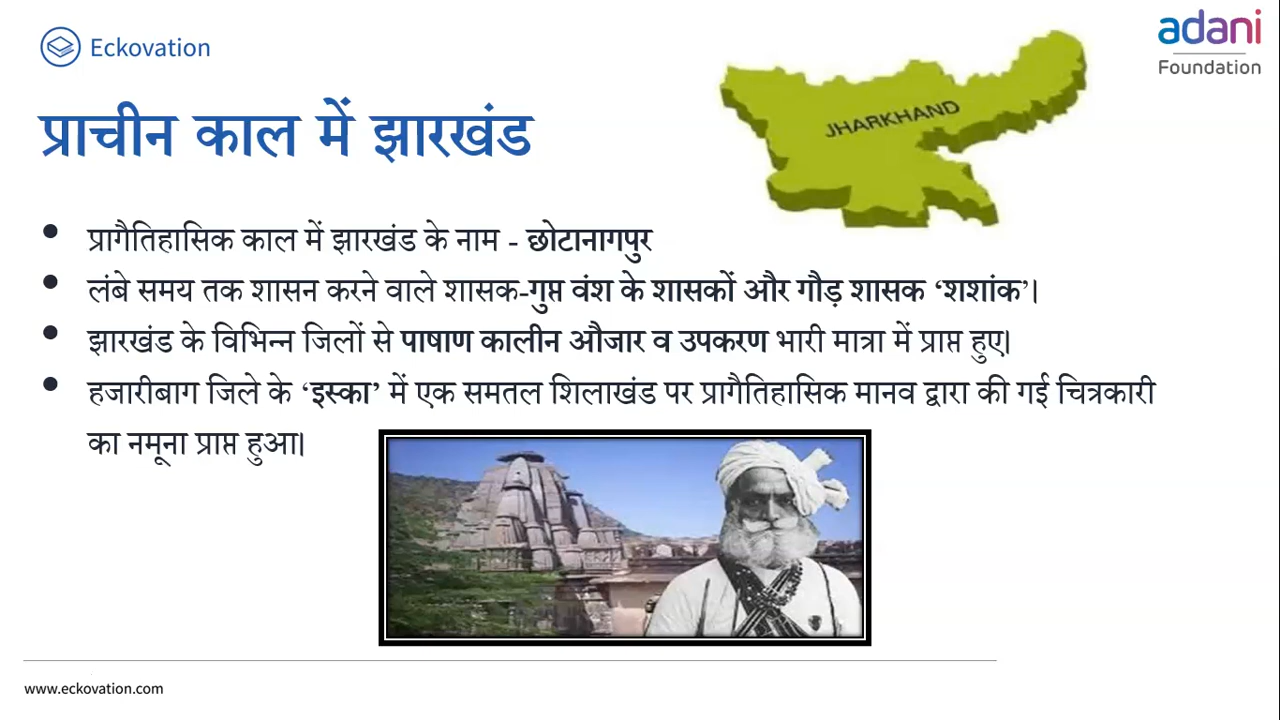 Eckovation
adani
Foundation
JHARKHAND
प्राचीन काल में झारखंड
• प्रागैतिहासिक काल में झारखंड के नाम - छोटानागपुर
• लंबे समय तक शासन करने वाले शासक-गुप्त वंश के शासकों और गौड़ शासक ‘शशांक’।
• झारखंड के विभिन्न जिलों से पाषाण कालीन औजार व उपकरण भारी मात्रा में प्राप्त हुए।
• हजारीबाग जिले के ‘इस्का’ में एक समतल शिलाखंड पर प्रागैतिहासिक मानव द्वारा की गई चित्रकारी
का नमूना प्राप्त हुआ।
www.eckovation.com